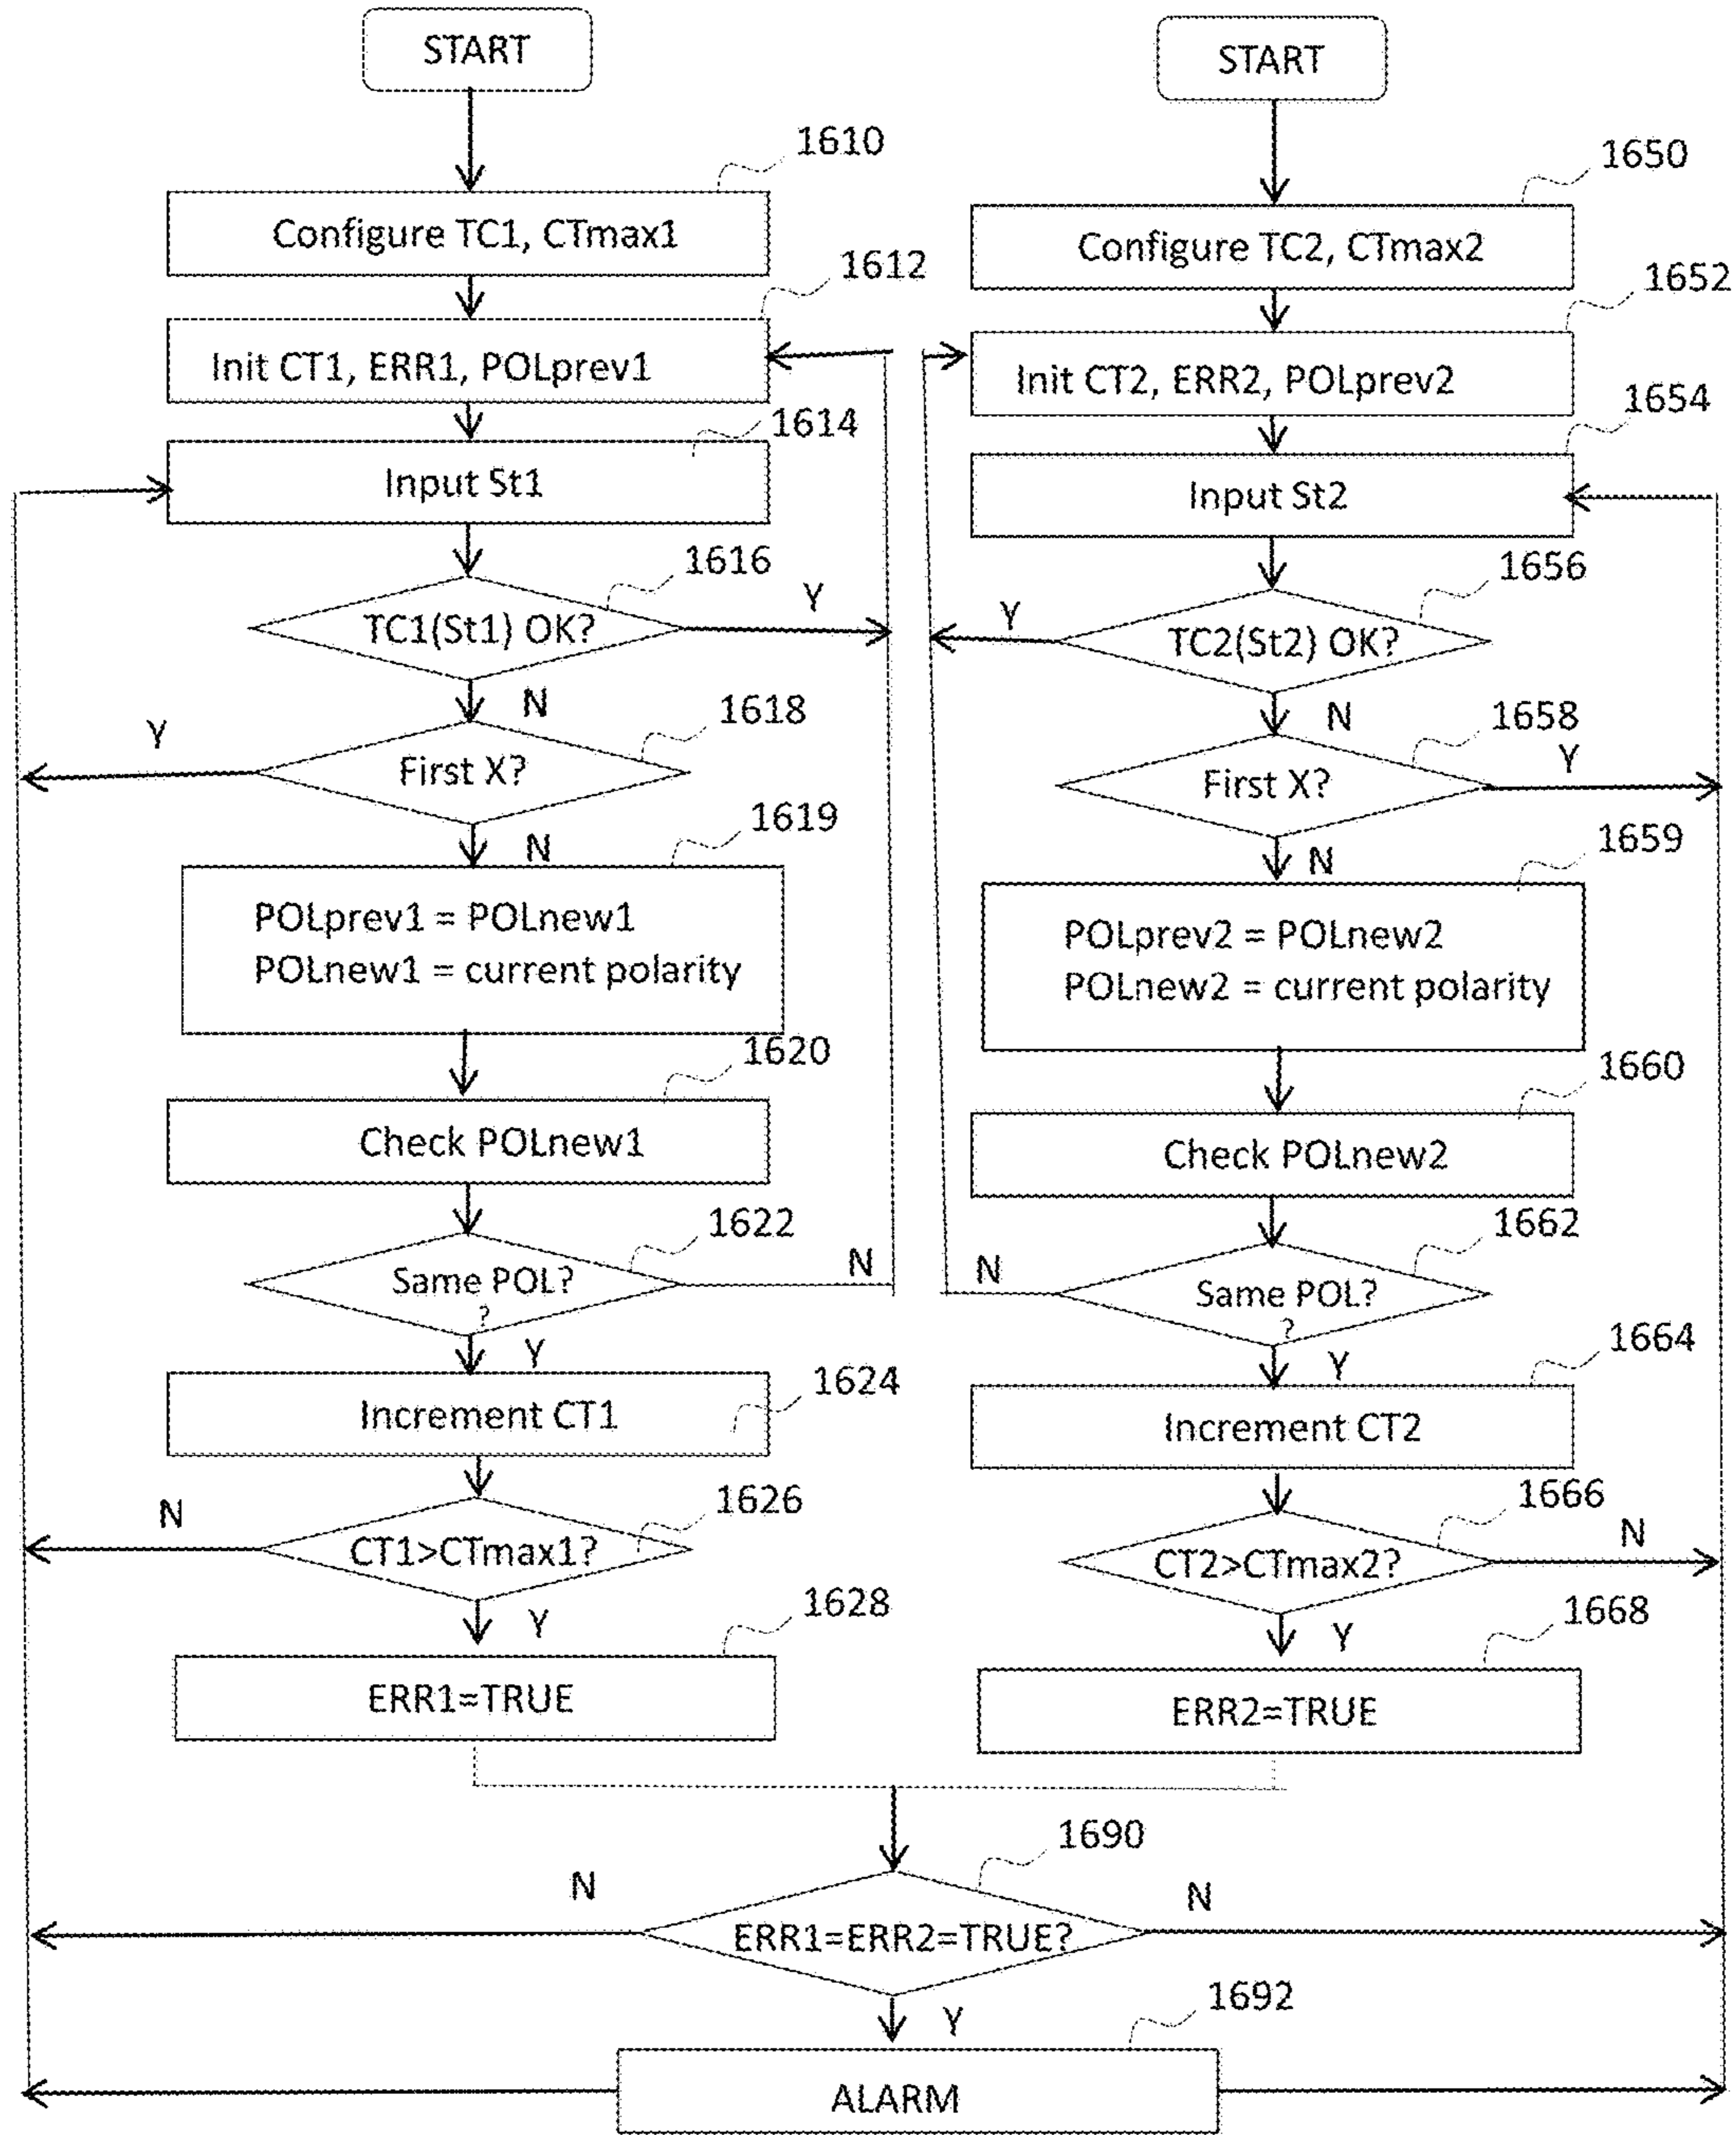 START
1610
Configure TC1, CTmax1
1612
Init CT1, ERR1, POLprev1
1614
Input St1
1616
TC1(St1) OK?
Y
N
1618
First X?
Y
N
1619
POLprev1 = POLnew1
POLnew1 = current polarity
1620
Check POLnew1
1622
Same POL?
?
N
Y
1624
Increment CT1
1626
CT1>CTmax1?
N
Y
1628
ERR1=TRUE
START
1650
Configure TC2, CTmax2
1652
Init CT2, ERR2, POLprev2
1654
Input St2
1656
TC2(St2) OK?
Y
N
1658
First X?
Y
N
1659
POLprev2 = POLnew2
POLnew2 = current polarity
1660
Check POLnew2
1662
Same POL?
?
N
Y
1664
Increment CT2
1666
CT2>CTmax2?
N
Y
1668
ERR2=TRUE
1690
ERR1=ERR2=TRUE?
N
N
Y
1692
ALARM